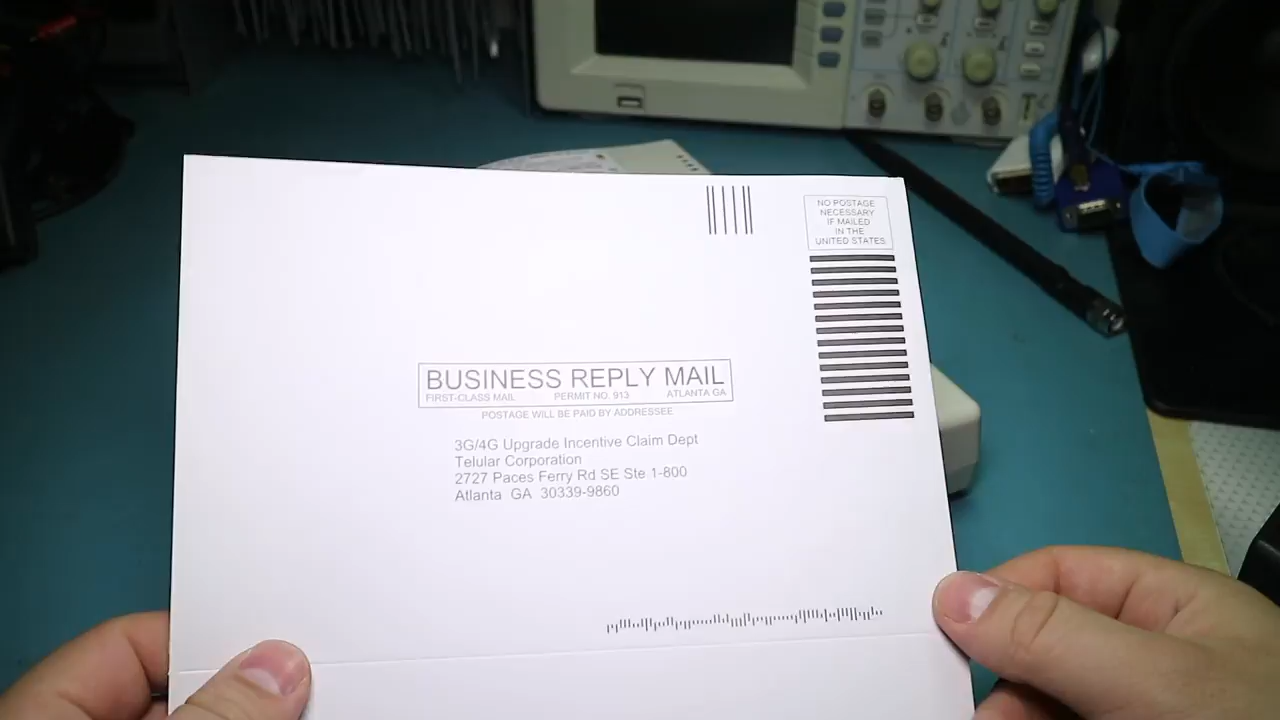 NO POSTAGE
NECESSARY
IF MAILED
IN THE
UNITED STATES
BUSINESS REPLY MAIL
FIRST-CLASS MAIL PERMIT NO. 913 ATLANTA GA
POSTAGE WILL BE PAID BY ADDRESSEE
3G/4G Upgrade Incentive Claim Dept
Telular Corporation
2727 Paces Ferry Rd SE Ste 1-800
Atlanta GA 30339-9860